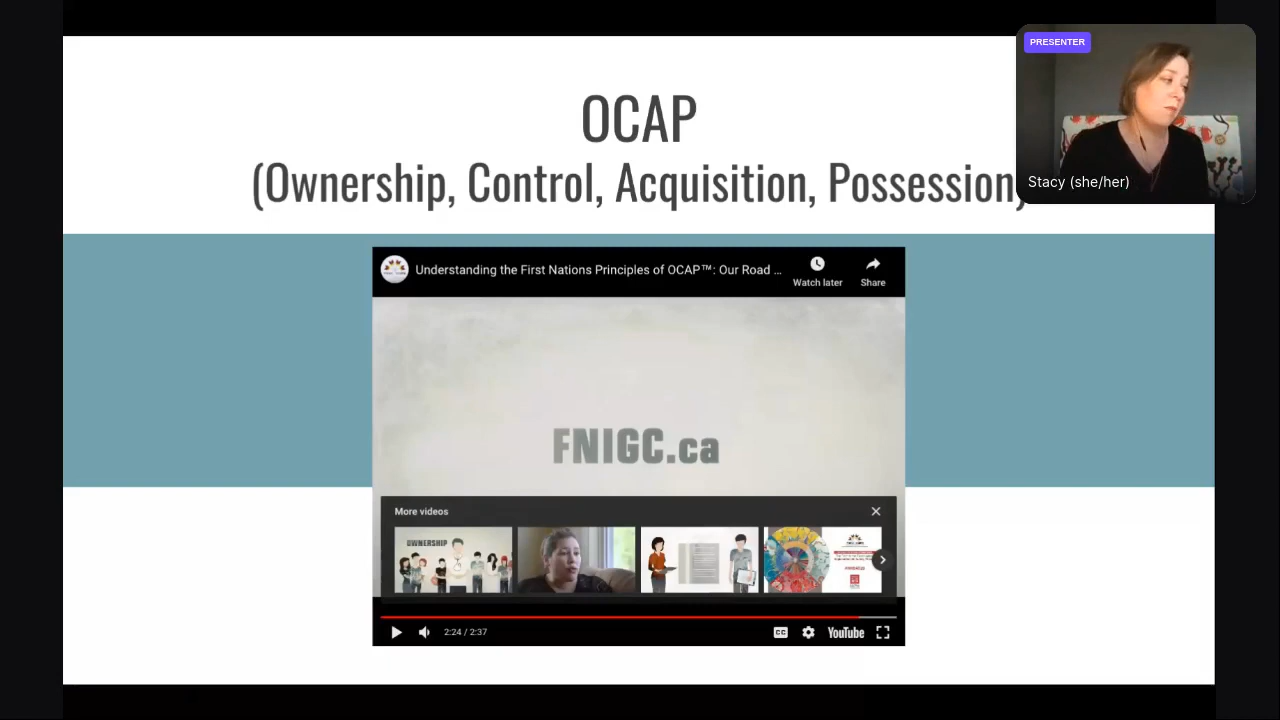 PRESENTER
OCAP
(Ownership, Control, Acquisition, Possession)
Stacy (she/her)
Understanding the First Nations Principles of OCAP™: Our Road ...
Watch later
Share
FNIGC.ca
More videos
OWNERSHIP
2:24 / 2:37
CC
YouTube